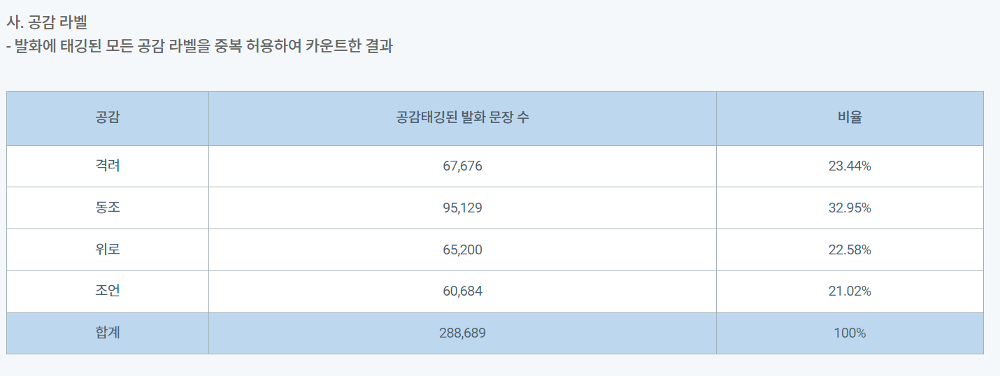 사. 공감 라벨
- 발화에 태깅된 모든 공감 라벨을 중복 허용하여 카운트한 결과
공감 공감태깅된 발화 문장 수 비율
격려 67,676 23.44%
동조 95,129 32.95%
위로 65,200 22.58%
조언 60,684 21.02%
합계 288,689 100%